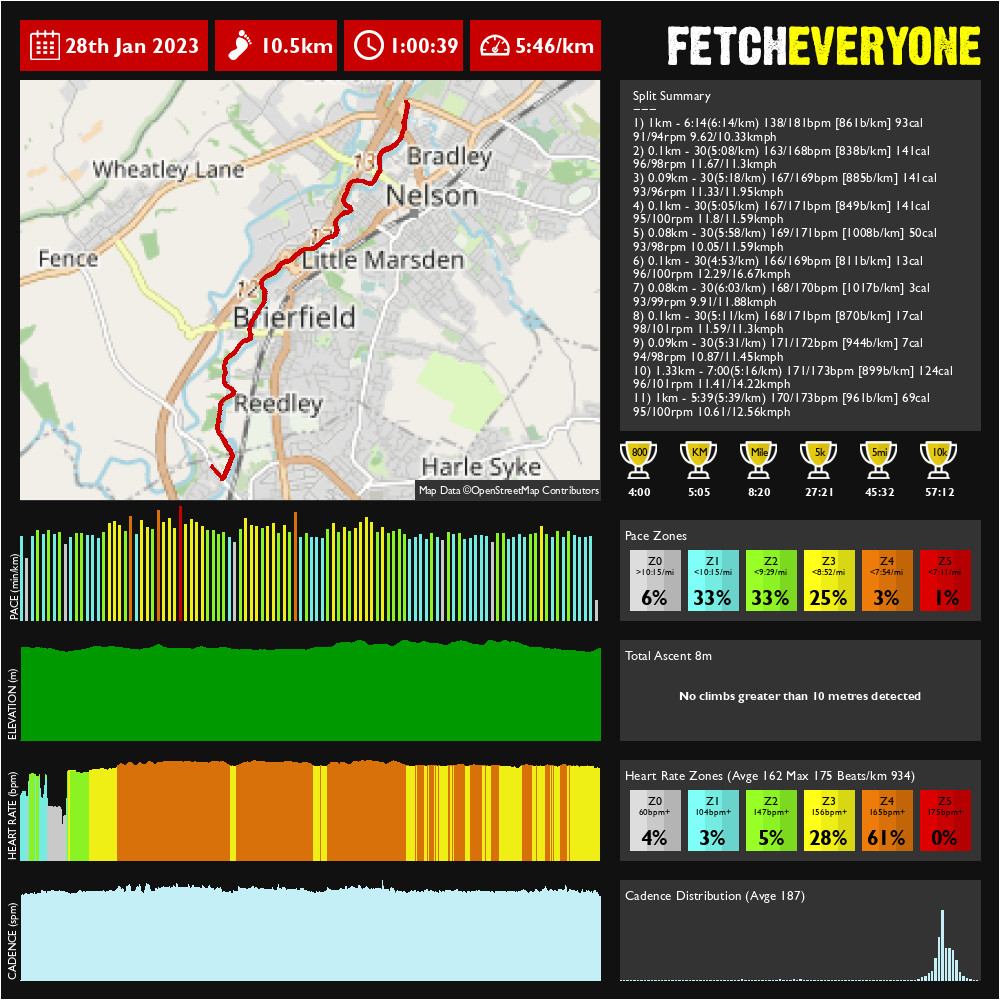 28th Jan 2023
10.5km
1:00:39
5:46/km
FETCHEVERYONE
Wheatley Lane
13
Bradley
Nelson
Fence
Little Marsden
12
Brierfield
Reedley
Harle Syke
Map Data ©OpenStreetMap Contributors
Split Summary
---
1) 1km - 6:14(6:14/km) 138/181bpm [861b/km] 93cal
91/94rpm 9.62/10.33kmph
2) 0.1km - 30(5:08/km) 163/168bpm [838b/km] 141cal
96/98rpm 11.67/11.3kmph
3) 0.09km - 30(5:18/km) 167/169bpm [885b/km] 141cal
93/96rpm 11.33/11.95kmph
4) 0.1km - 30(5:05/km) 167/171bpm [849b/km] 141cal
95/100rpm 11.8/11.59kmph
5) 0.08km - 30(5:58/km) 169/171bpm [1008b/km] 50cal
93/98rpm 10.05/11.59kmph
6) 0.1km - 30(4:53/km) 166/169bpm [811b/km] 13cal
96/100rpm 12.29/16.67kmph
7) 0.08km - 30(6:03/km) 168/170bpm [1017b/km] 3cal
93/99rpm 9.91/11.88kmph
8) 0.1km - 30(5:11/km) 168/171bpm [870b/km] 17cal
98/101rpm 11.59/11.3kmph
9) 0.09km - 30(5:31/km) 171/172bpm [944b/km] 7cal
94/98rpm 10.87/11.45kmph
10) 1.33km - 7:00(5:16/km) 171/173bpm [899b/km] 124cal
96/101rpm 11.41/14.22kmph
11) 1km - 5:39(5:39/km) 170/173bpm [961b/km] 69cal
95/100rpm 10.61/12.56kmph
800 KM Mile 5k 5mi 10k
4:00 5:05 8:20 27:21 45:32 57:12
PACE (min/km)
Pace Zones
Z0 Z1 Z2 Z3 Z4 Z5
>10:15/mi <10:15/mi <9:29/mi <8:52/mi <7:54/mi <7:11/mi
6% 33% 33% 25% 3% 1%
ELEVATION (m)
Total Ascent 8m
No climbs greater than 10 metres detected
HEART RATE (bpm)
Heart Rate Zones (Avge 162 Max 175 Beats/km 934)
Z0 Z1 Z2 Z3 Z4 Z5
60bpm+ 104bpm+ 147bpm+ 156bpm+ 165bpm+ 175bpm+
4% 3% 5% 28% 61% 0%
CADENCE (spm)
Cadence Distribution (Avge 187)